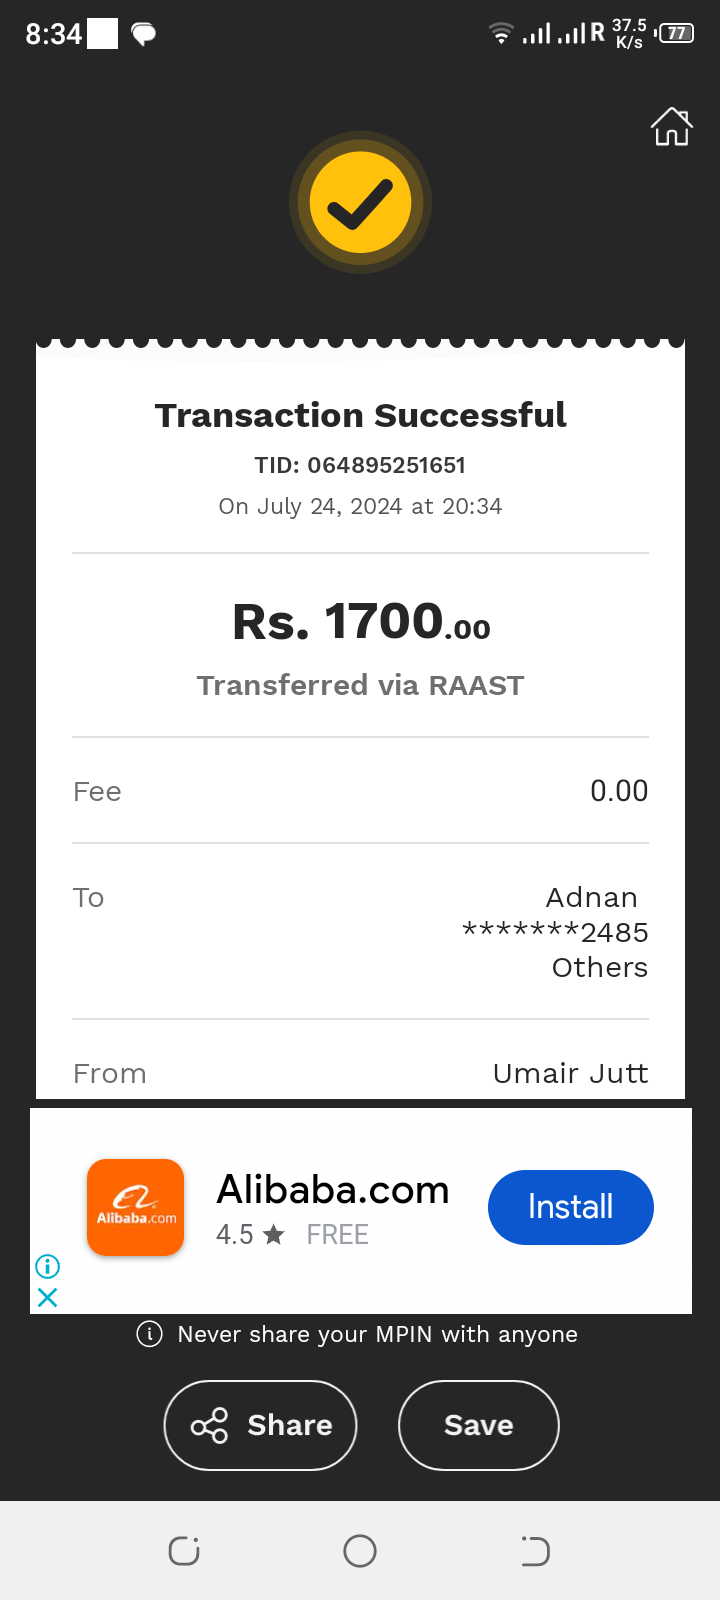 8:34
R 37.5 K/s 77
Transaction Successful
TID: 064895251651
On July 24, 2024 at 20:34
Rs. 1700.00
Transferred via RAAST
Fee 0.00
To Adnan
*******2485
Others
From Umair Jutt
Alibaba.com
Alibaba.com
4.5 ★ FREE
Install
Never share your MPIN with anyone
Share Save